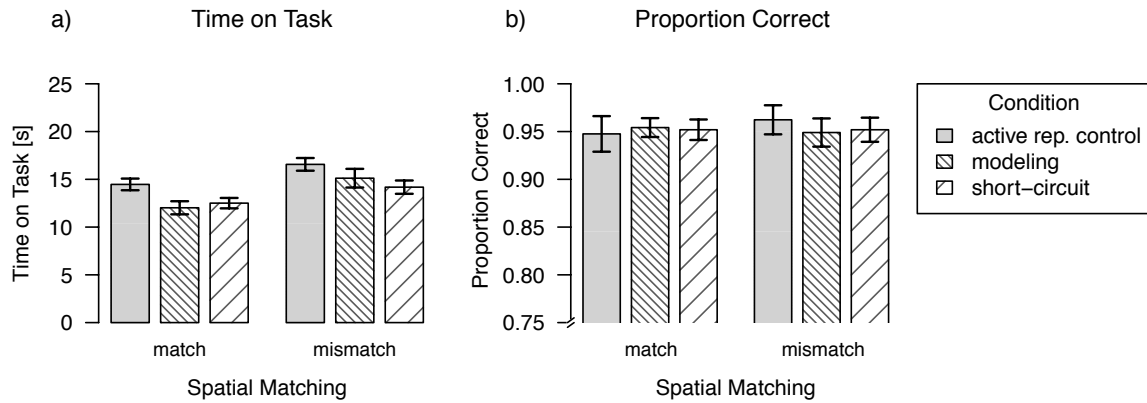 a) Time on Task
Time on Task [s]
25
20
15
10
5
0
match mismatch
Spatial Matching
b) Proportion Correct
Proportion Correct
1.00
0.95
0.90
0.85
0.80
0.75
match mismatch
Spatial Matching
Condition
active rep. control
modeling
short−circuit